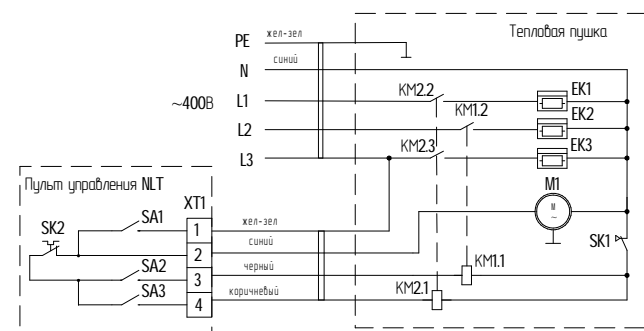 Тепловая пушка
PE
жел-зел
N
синий
~400В
L1
KM2.2
EK1
L2
KM1.2
EK2
L3
KM2.3
EK3
Пульт управления NLT
XT1
M1
M
~
SK2
SA1
1
жел-зел
2
синий
SK1
SA2
3
черный
KM1.1
SA3
4
коричневый
KM2.1